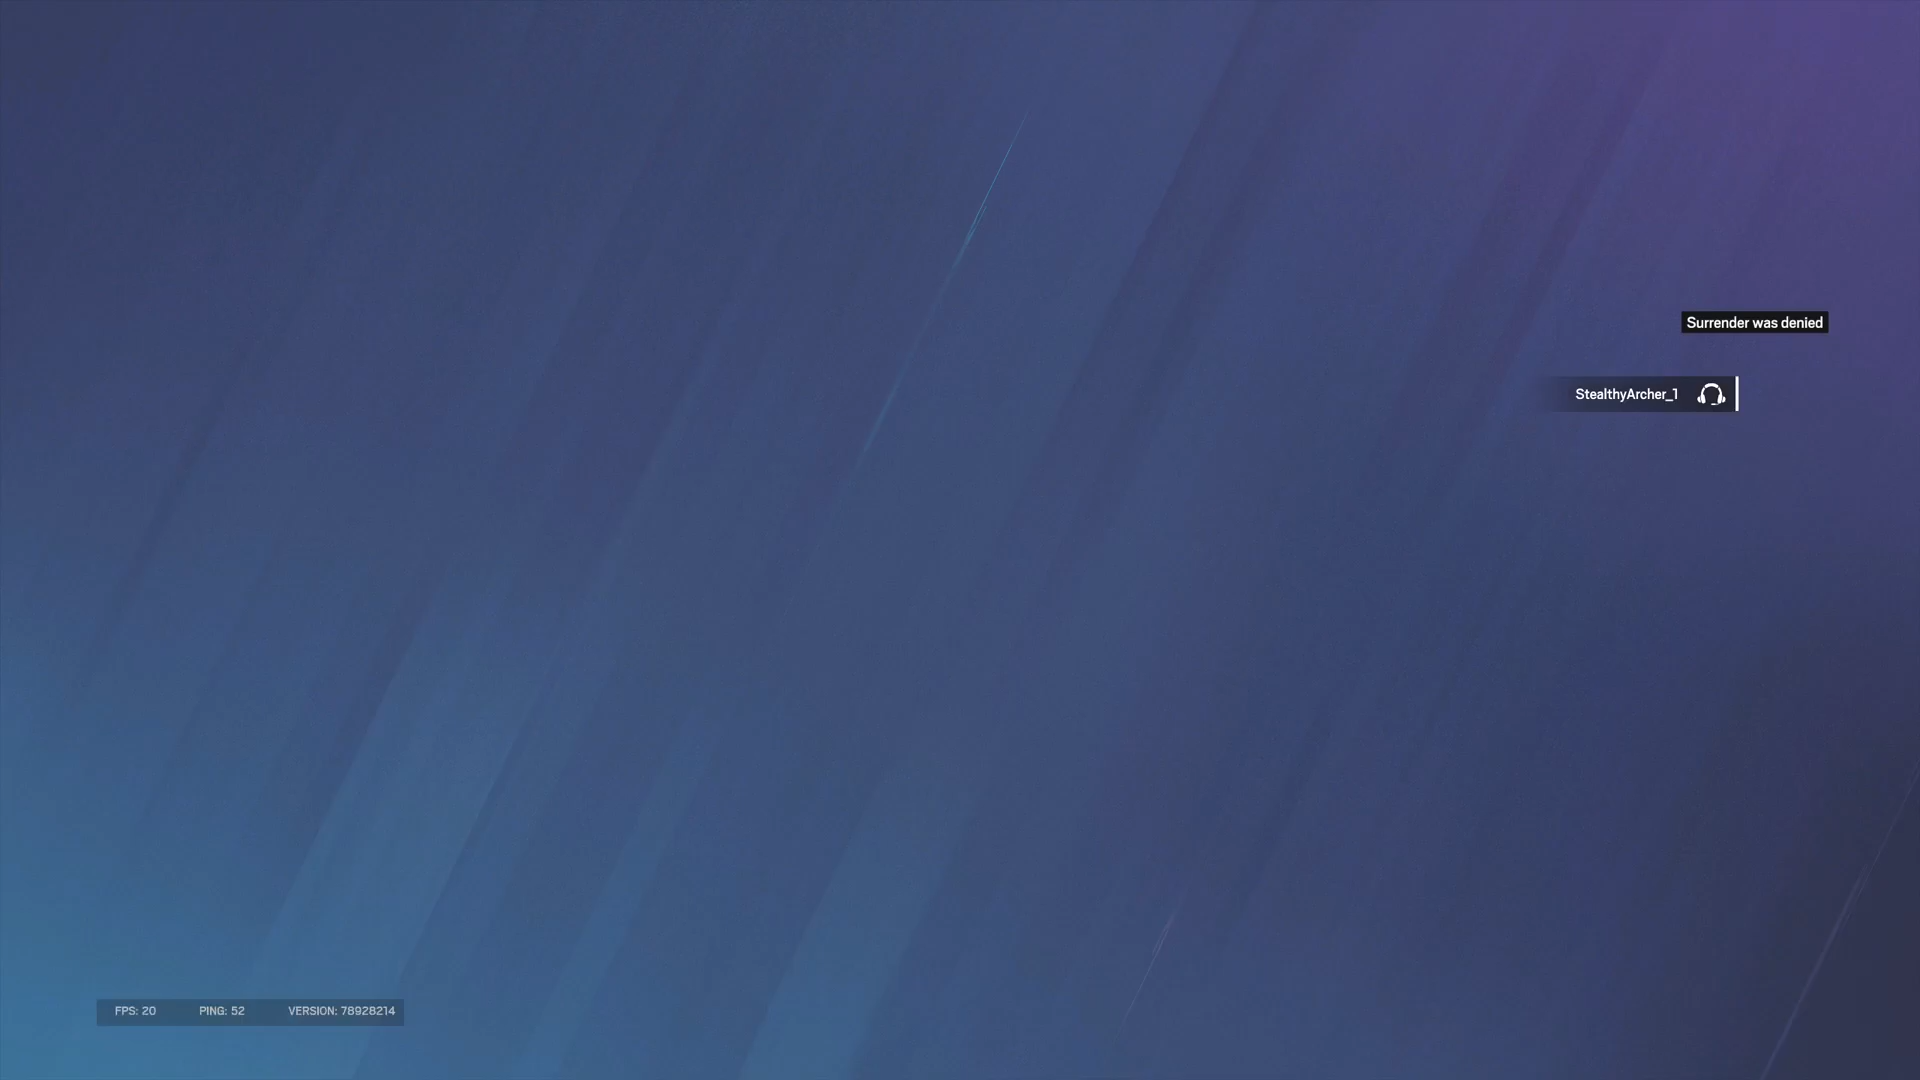 Surrender was denied
StealthyArcher_1
FPS: 20 PING: 52 VERSION: 78928214